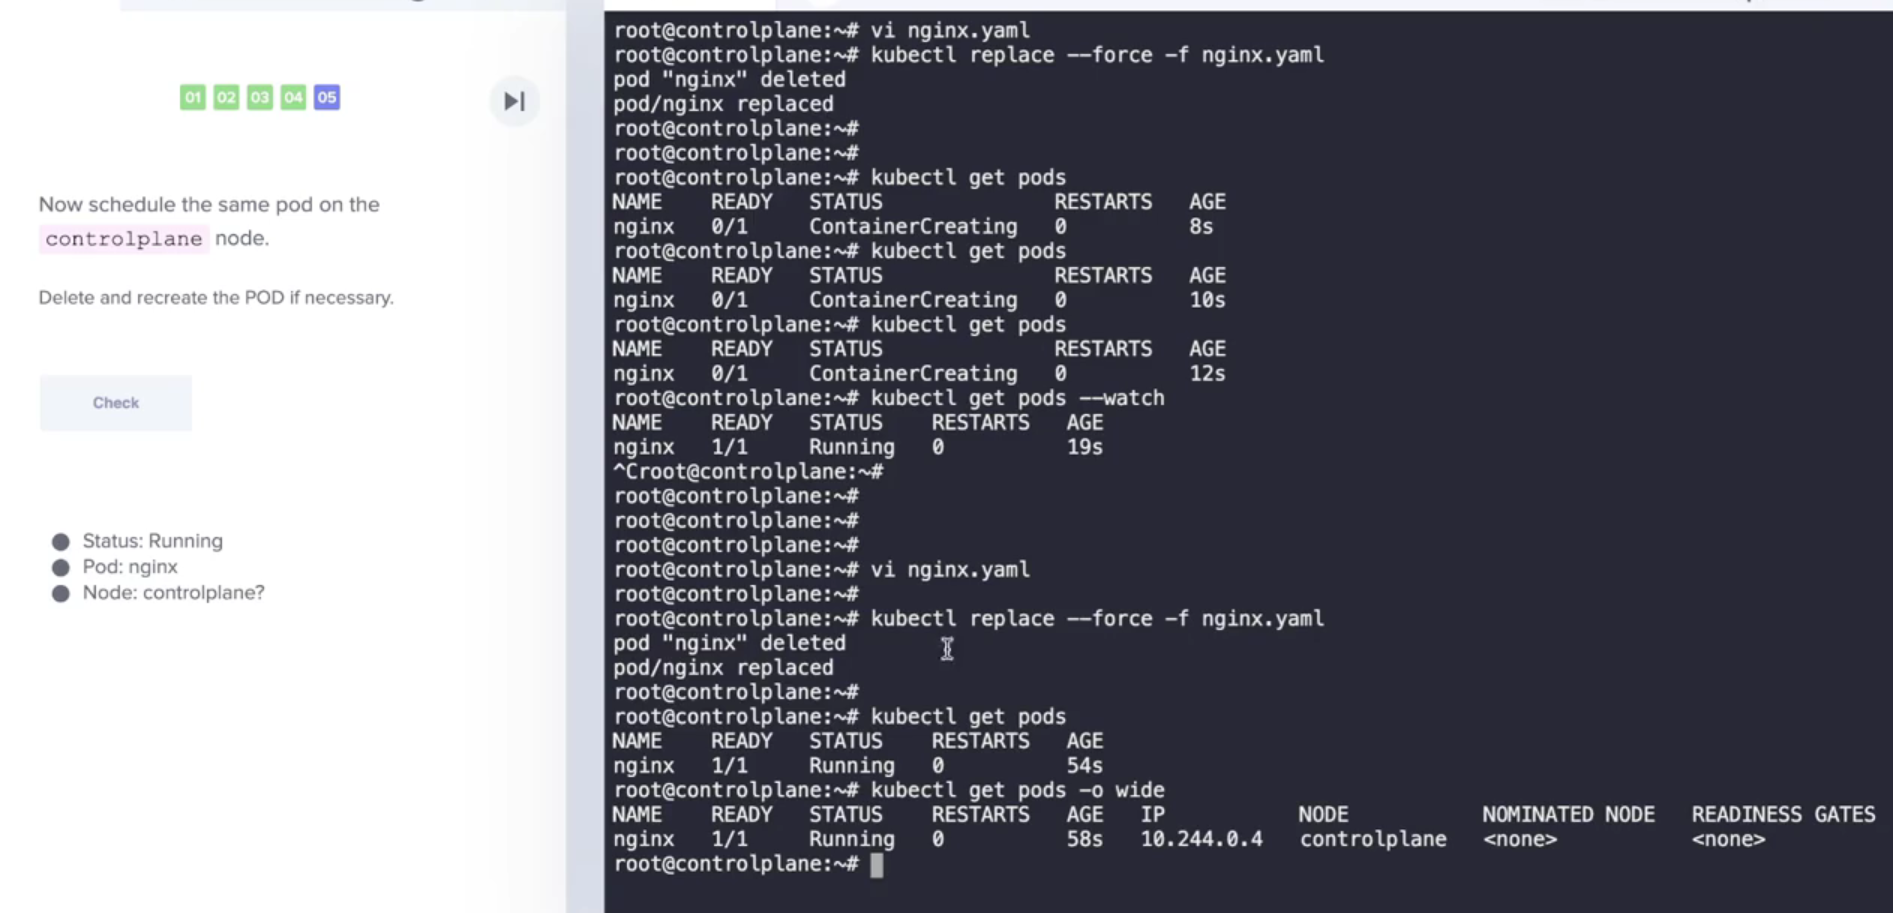 01 02 03 04 05
Now schedule the same pod on the
controlplane node.
Delete and recreate the POD if necessary.
Check
Status: Running
Pod: nginx
Node: controlplane?
root@controlplane:~# vi nginx.yaml
root@controlplane:~# kubectl replace --force -f nginx.yaml
pod "nginx" deleted
pod/nginx replaced
root@controlplane:~#
root@controlplane:~#
root@controlplane:~# kubectl get pods
NAME READY STATUS RESTARTS AGE
nginx 0/1 ContainerCreating 0 8s
root@controlplane:~# kubectl get pods
NAME READY STATUS RESTARTS AGE
nginx 0/1 ContainerCreating 0 10s
root@controlplane:~# kubectl get pods
NAME READY STATUS RESTARTS AGE
nginx 0/1 ContainerCreating 0 12s
root@controlplane:~# kubectl get pods --watch
NAME READY STATUS RESTARTS AGE
nginx 1/1 Running 0 19s
^Croot@controlplane:~#
root@controlplane:~#
root@controlplane:~#
root@controlplane:~#
root@controlplane:~# vi nginx.yaml
root@controlplane:~#
root@controlplane:~# kubectl replace --force -f nginx.yaml
pod "nginx" deleted
pod/nginx replaced
root@controlplane:~#
root@controlplane:~# kubectl get pods
NAME READY STATUS RESTARTS AGE
nginx 1/1 Running 0 54s
root@controlplane:~# kubectl get pods -o wide
NAME READY STATUS RESTARTS AGE IP NODE NOMINATED NODE READINESS GATES
nginx 1/1 Running 0 58s 10.244.0.4 controlplane <none> <none>
root@controlplane:~#